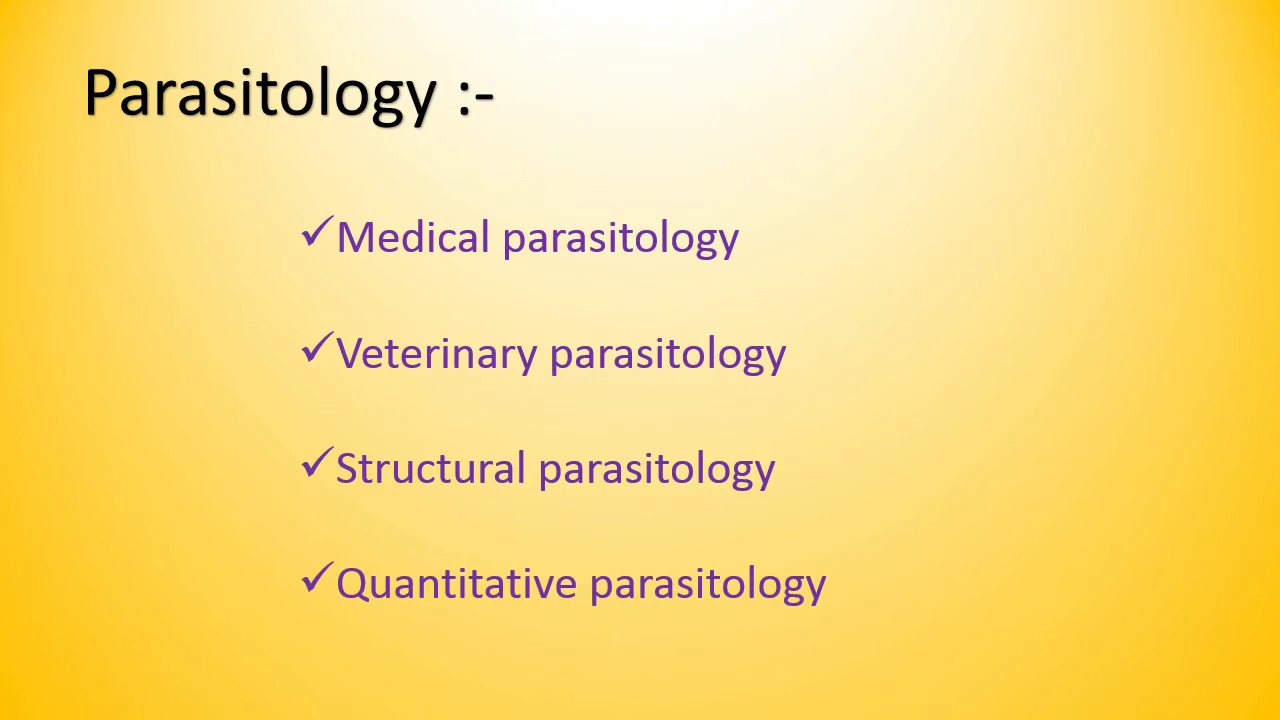 Parasitology :-
✓Medical parasitology
✓Veterinary parasitology
✓Structural parasitology
✓Quantitative parasitology